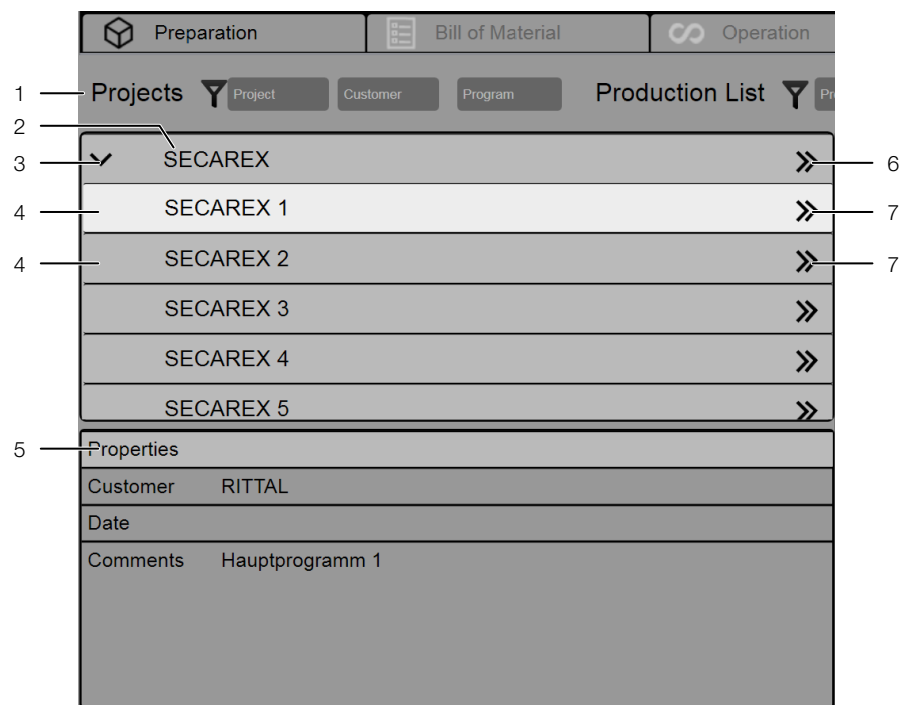 Preparation Bill of Material Operation
1 Projects Project Customer Program Production List Pr
2
3 SECAREX 6
4 SECAREX 1 7
4 SECAREX 2 7
SECAREX 3
SECAREX 4
SECAREX 5
5 Properties
Customer RITTAL
Date
Comments Hauptprogramm 1